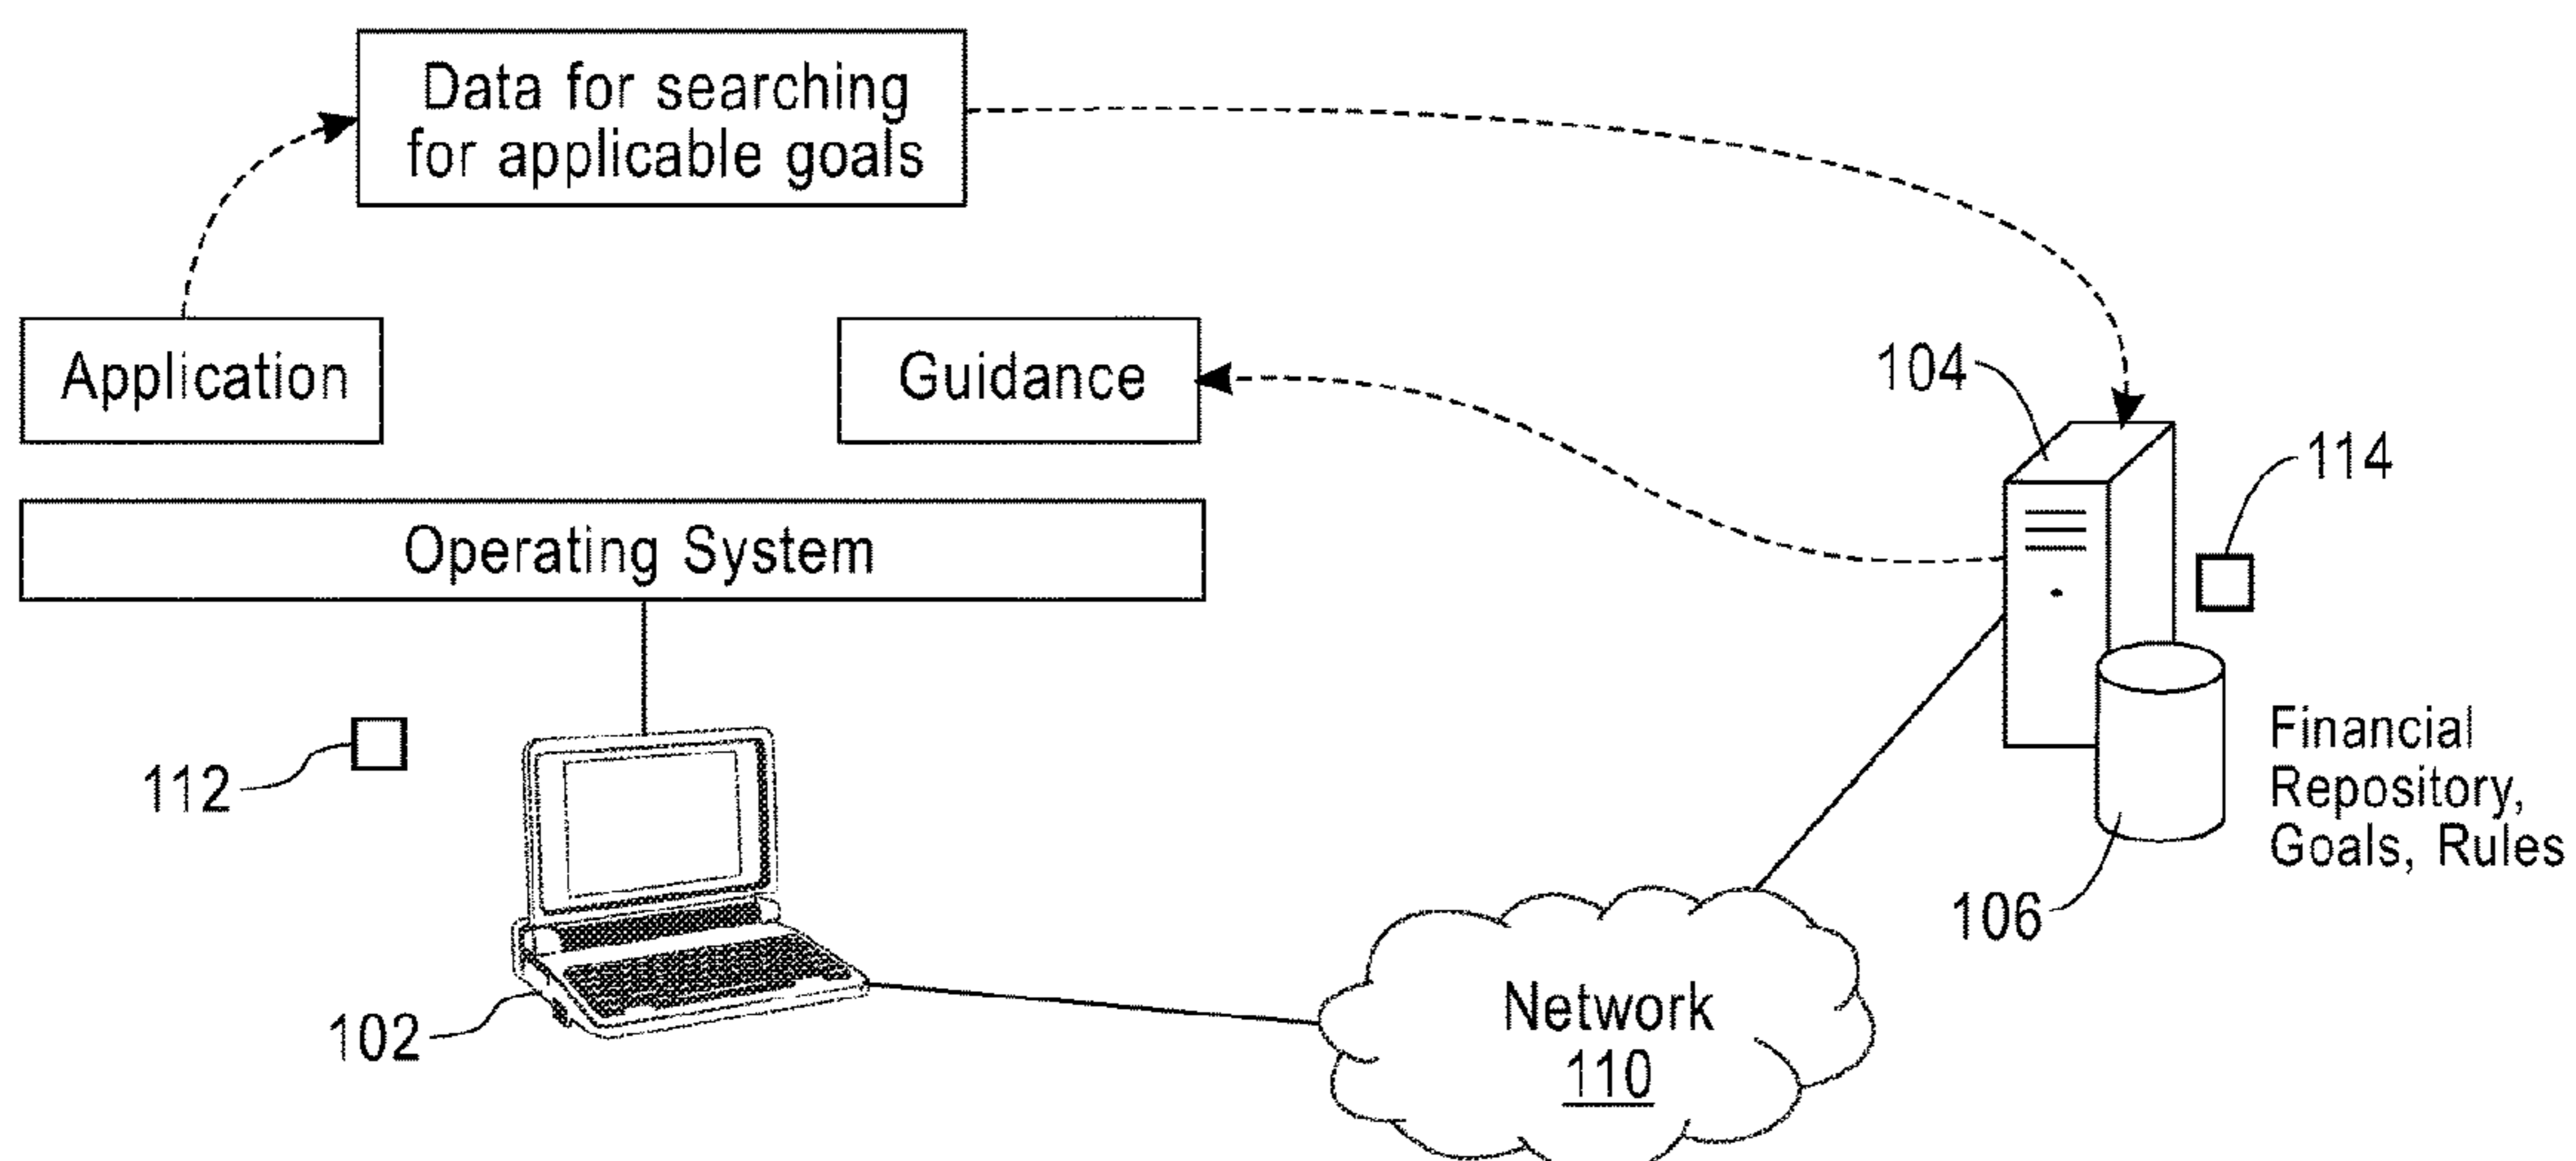 Data for searching
for applicable goals
Application
Guidance
104
114
Operating System
112
Financial
Repository,
Goals, Rules
106
102
Network
110